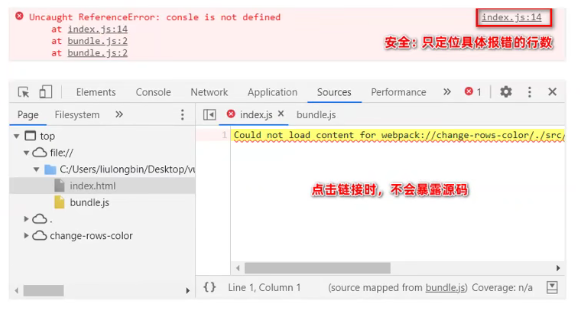 Uncaught ReferenceError: consle is not defined
index.js:14
at index.js:14
at bundle.js:2
at bundle.js:2
安全：只定位具体报错的行数
Elements Console Network Application Sources Performance » 1
Page Filesystem »
index.js × bundle.js
top
file://
C:/Users/liulongbin/Desktop/vu
index.html
bundle.js
.
change-rows-color
1 Could not load content for webpack://change-rows-color/./src/
点击链接时，不会暴露源码
{} Line 1, Column 1 (source mapped from bundle.js) Coverage: n/a